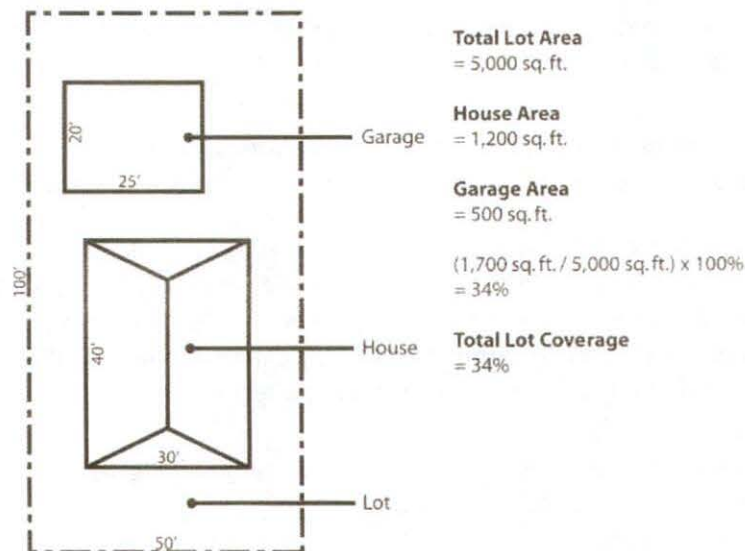 Total Lot Area
= 5,000 sq. ft.
House Area
= 1,200 sq. ft.
Garage Area
= 500 sq. ft.
(1,700 sq. ft. / 5,000 sq. ft.) x 100%
= 34%
Total Lot Coverage
= 34%
20'
25'
Garage
100'
40'
House
30'
Lot
50'